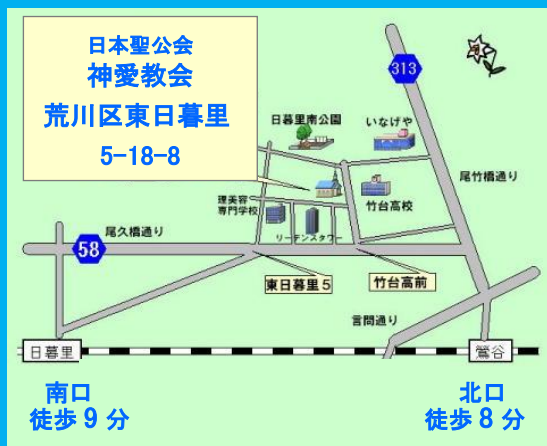 日本聖公会
神愛教会
荒川区東日暮里
5-18-8
313
日暮里南公園
いなげや
尾竹橋通り
理美容
専門学校
竹台高校
リーデンスタワー
尾久橋通り
58
東日暮里5
竹台高前
言問通り
日暮里
鶯谷
南口
徒歩9分
北口
徒歩8分